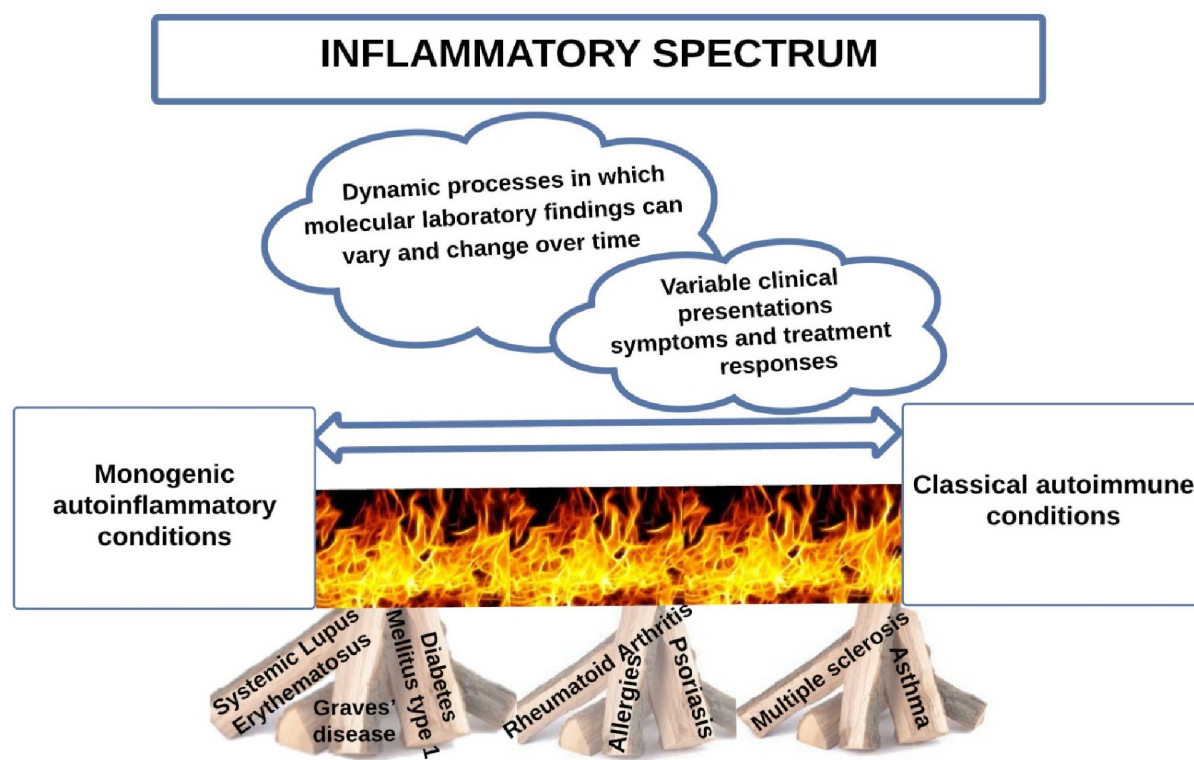 INFLAMMATORY SPECTRUM
Dynamic processes in which
molecular laboratory findings can
vary and change over time
Variable clinical
presentations
symptoms and treatment
responses
Monogenic
autoinflammatory
conditions
Classical autoimmune
conditions
Systemic Lupus
Erythematosus
Graves'
disease
Diabetes
Mellitus type 1
Rheumatoid Arthritis
Allergies
Psoriasis
Multiple sclerosis
Asthma